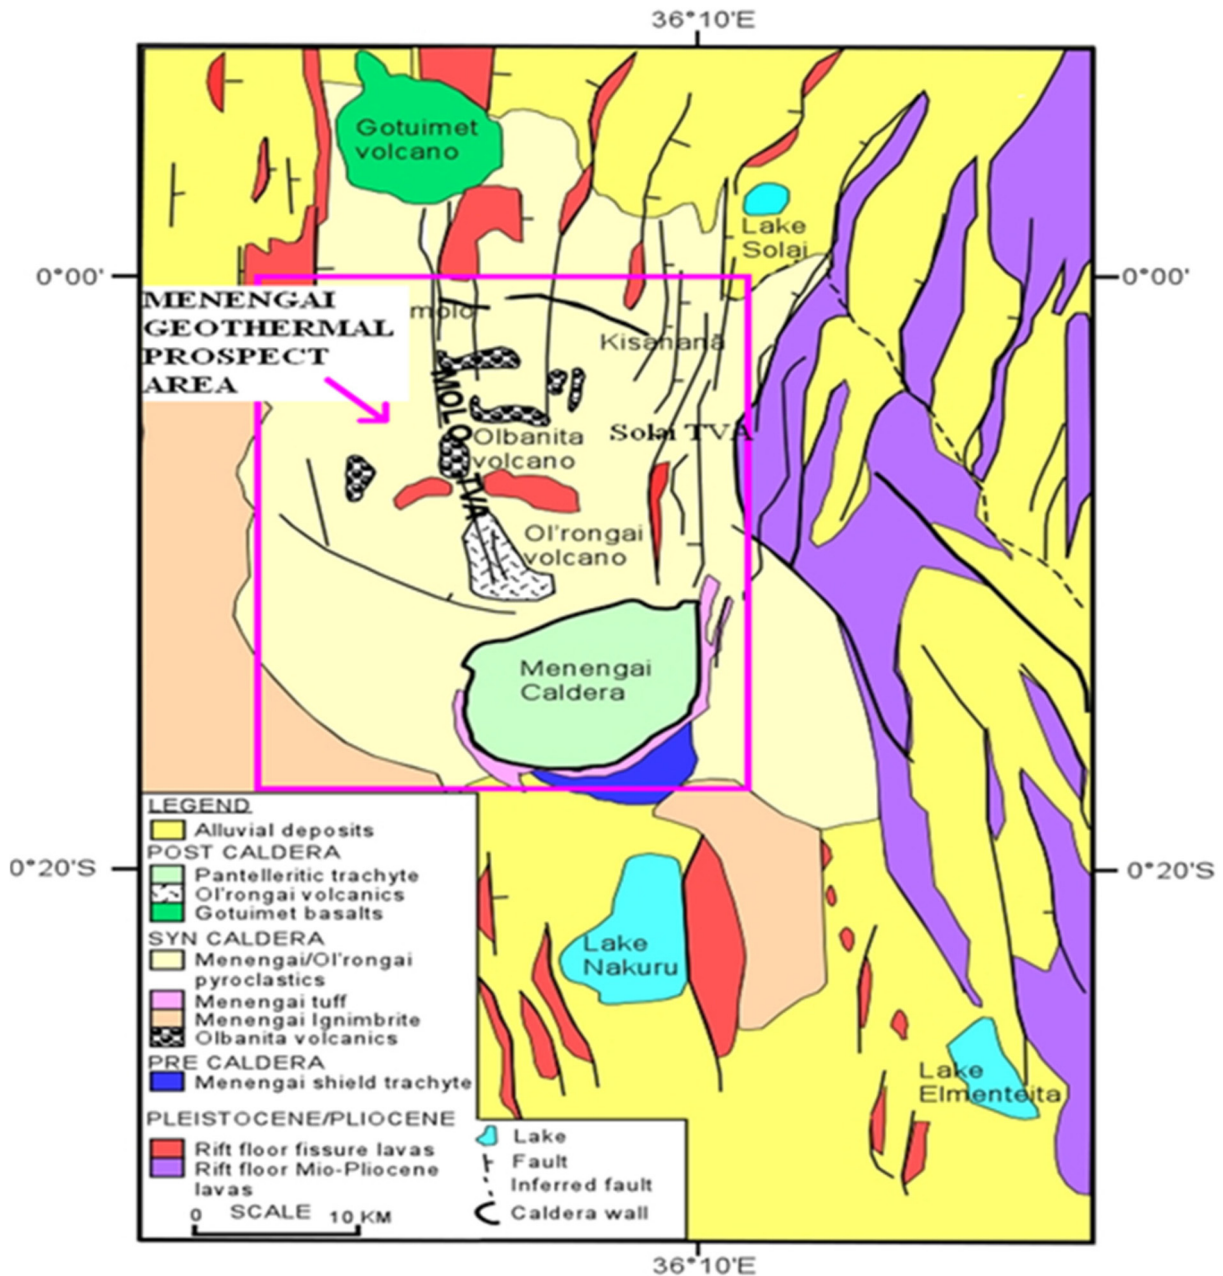 36°10'E
Gotuimet
volcano
Lake
Solai
0°00'
0°00'
MENENGAI
GEOTHERMAL
PROSPECT
AREA
molo
Kisanana
MOLO TVA
Solai TVA
Olbanita
volcano
Ol'rongai
volcano
Menengai
Caldera
LEGEND
Alluvial deposits
POST CALDERA
Pantelleritic trachyte
Ol'rongai volcanics
Gotuimet basalts
SYN CALDERA
Menengai/Ol'rongai
pyroclastics
Menengai tuff
Menengai Ignimbrite
Olbanita volcanics
PRE CALDERA
Menengai shield trachyte
PLEISTOCENE/PLIOCENE
Rift floor fissure lavas
Rift floor Mio-Pliocene
lavas
0 SCALE 10 KM
Lake
Fault
Inferred fault
Caldera wall
0°20'S
0°20'S
Lake
Nakuru
Lake
Elmenteita
36°10'E